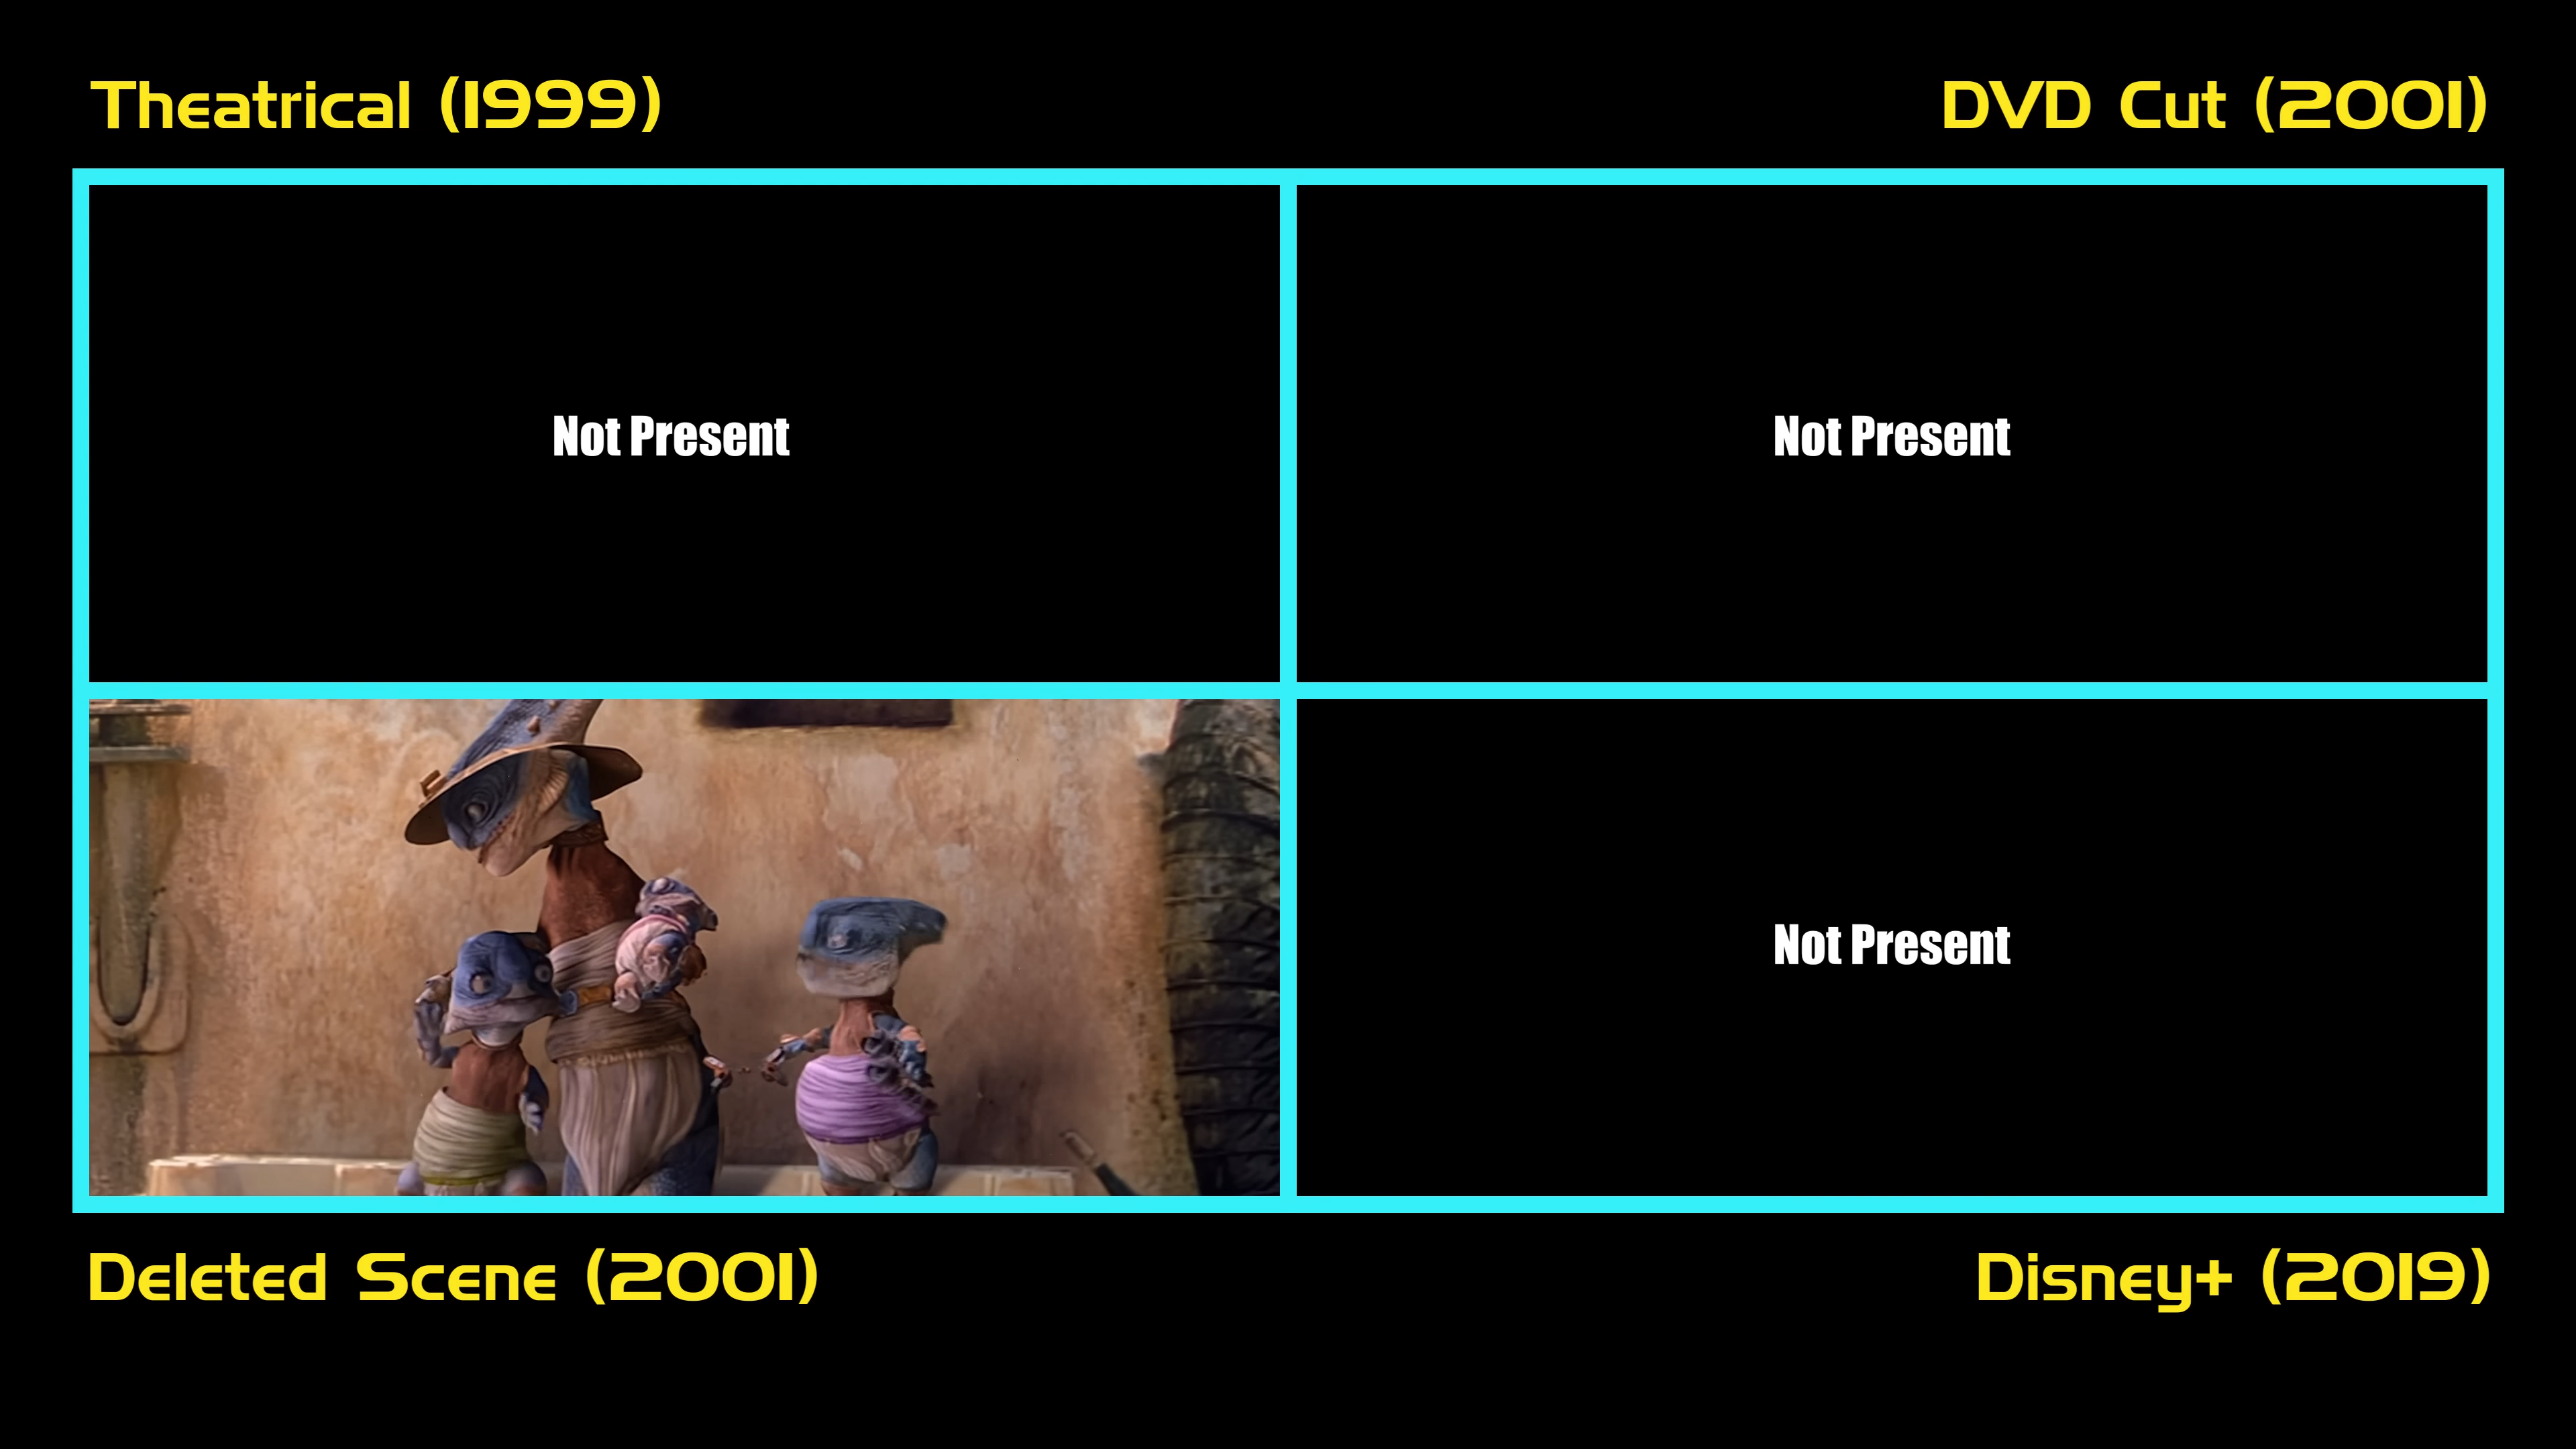 Theatrical (1999)
DVD Cut (2001)
Not Present
Not Present
Not Present
Deleted Scene (2001)
Disney+ (2019)